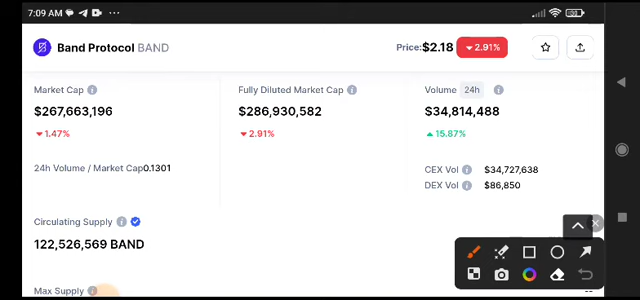 7:09 AM
Band Protocol BAND
Price: $2.18 2.91%
Market Cap
$267,663,196
1.47%
24h Volume / Market Cap 0.1301
Fully Diluted Market Cap
$286,930,582
2.91%
Volume 24h
$34,814,488
15.87%
CEX Vol $34,727,638
DEX Vol $86,850
Circulating Supply
122,526,569 BAND
Max Supply
--